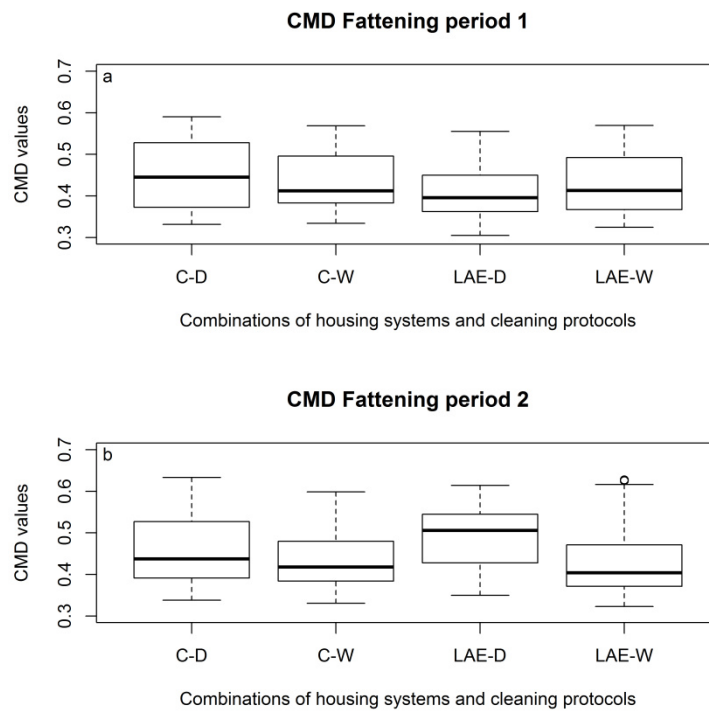 CMD Fattening period 1
a
CMD values
0.7
0.6
0.5
0.4
0.3
C-D C-W LAE-D LAE-W
Combinations of housing systems and cleaning protocols
CMD Fattening period 2
b
CMD values
0.7
0.6
0.5
0.4
0.3
C-D C-W LAE-D LAE-W
Combinations of housing systems and cleaning protocols